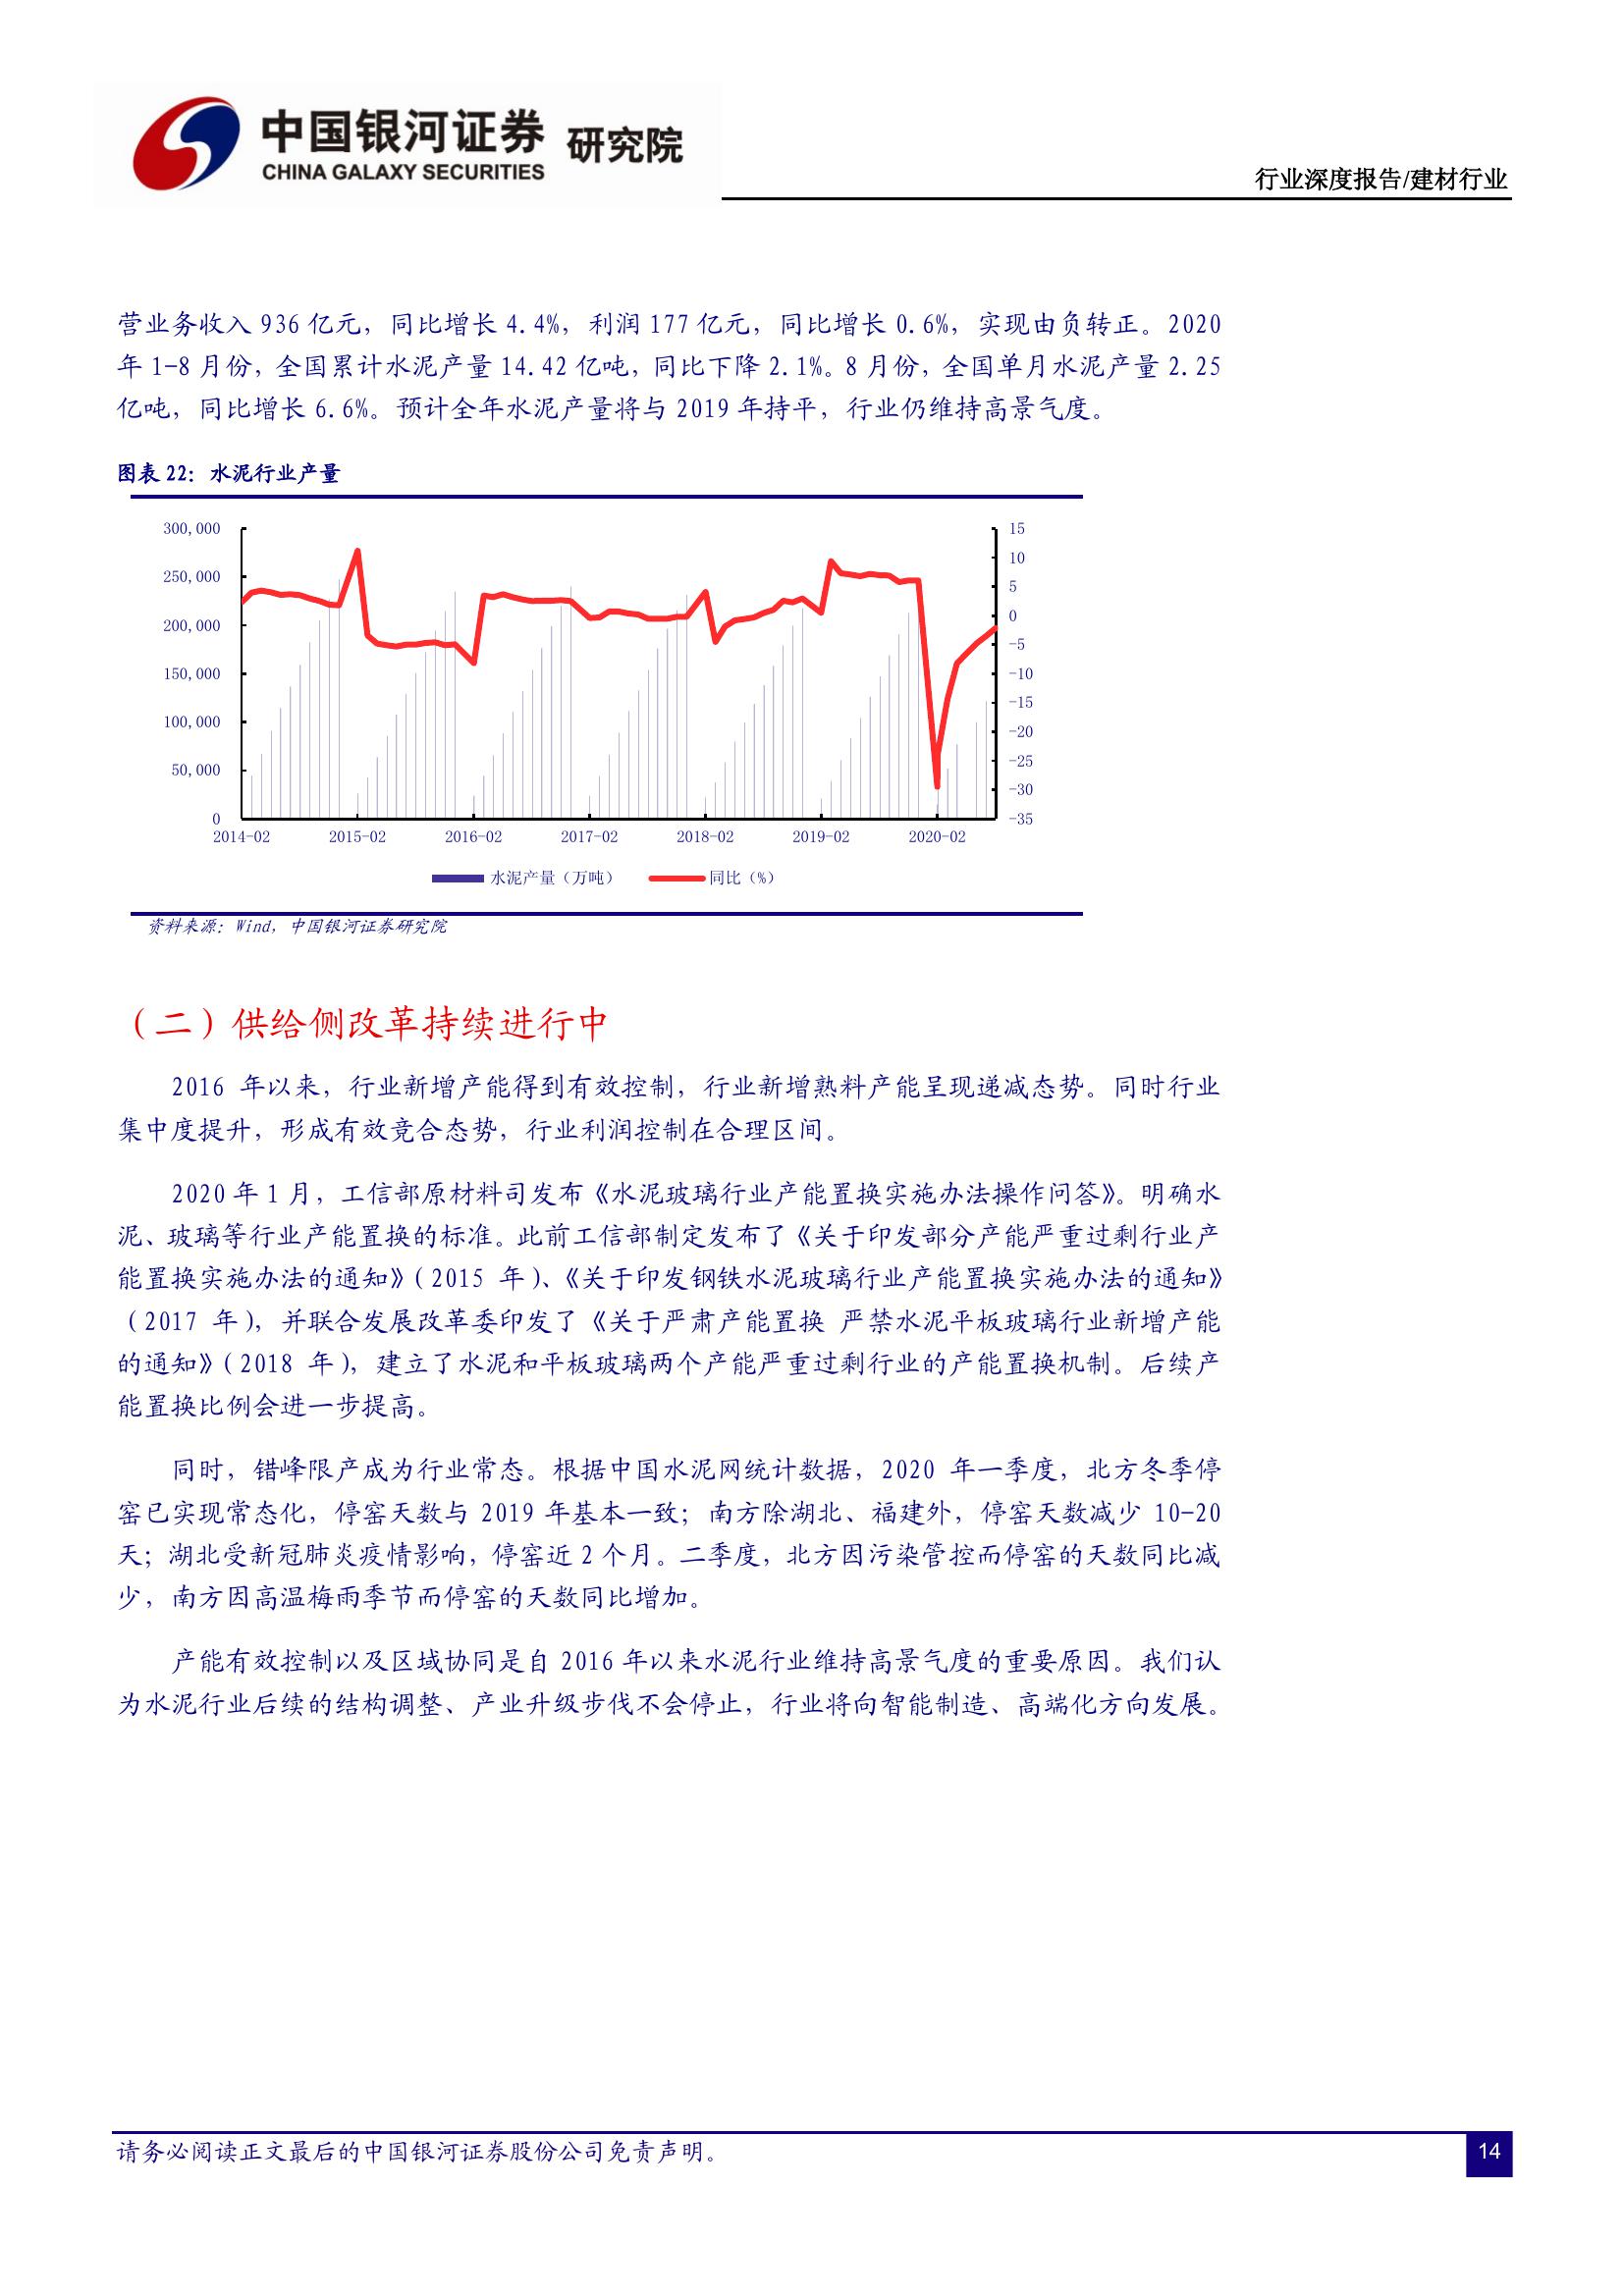 中国银河证券 研究院
CHINA GALAXY SECURITIES
行业深度报告/建材行业
营业务收入 936 亿元，同比增长 4.4%，利润 177 亿元，同比增长 0.6%，实现由负转正。2020
年 1-8 月份，全国累计水泥产量 14.42 亿吨，同比下降 2.1%。8 月份，全国单月水泥产量 2.25
亿吨，同比增长 6.6%。预计全年水泥产量将与 2019 年持平，行业仍维持高景气度。
图表 22：水泥行业产量
300,000
250,000
200,000
150,000
100,000
50,000
0
15
10
5
0
-5
-10
-15
-20
-25
-30
-35
2014-02 2015-02 2016-02 2017-02 2018-02 2019-02 2020-02
水泥产量（万吨） 同比（%）
资料来源：Wind，中国银河证券研究院
（二）供给侧改革持续进行中
2016 年以来，行业新增产能得到有效控制，行业新增熟料产能呈现递减态势。同时行业
集中度提升，形成有效竞合态势，行业利润控制在合理区间。
2020 年 1 月，工信部原材料司发布《水泥玻璃行业产能置换实施办法操作问答》。明确水
泥、玻璃等行业产能置换的标准。此前工信部制定发布了《关于印发部分产能严重过剩行业产
能置换实施办法的通知》（2015 年）、《关于印发钢铁水泥玻璃行业产能置换实施办法的通知》
（2017 年），并联合发展改革委印发了《关于严肃产能置换 严禁水泥平板玻璃行业新增产能
的通知》（2018 年），建立了水泥和平板玻璃两个产能严重过剩行业的产能置换机制。后续产
能置换比例会进一步提高。
同时，错峰限产成为行业常态。根据中国水泥网统计数据，2020 年一季度，北方冬季停
窑已实现常态化，停窑天数与 2019 年基本一致；南方除湖北、福建外，停窑天数减少 10-20
天；湖北受新冠肺炎疫情影响，停窑近 2 个月。二季度，北方因污染管控而停窑的天数同比减
少，南方因高温梅雨季节而停窑的天数同比增加。
产能有效控制以及区域协同是自 2016 年以来水泥行业维持高景气度的重要原因。我们认
为水泥行业后续的结构调整、产业升级步伐不会停止，行业将向智能制造、高端化方向发展。
请务必阅读正文最后的中国银河证券股份公司免责声明。
14